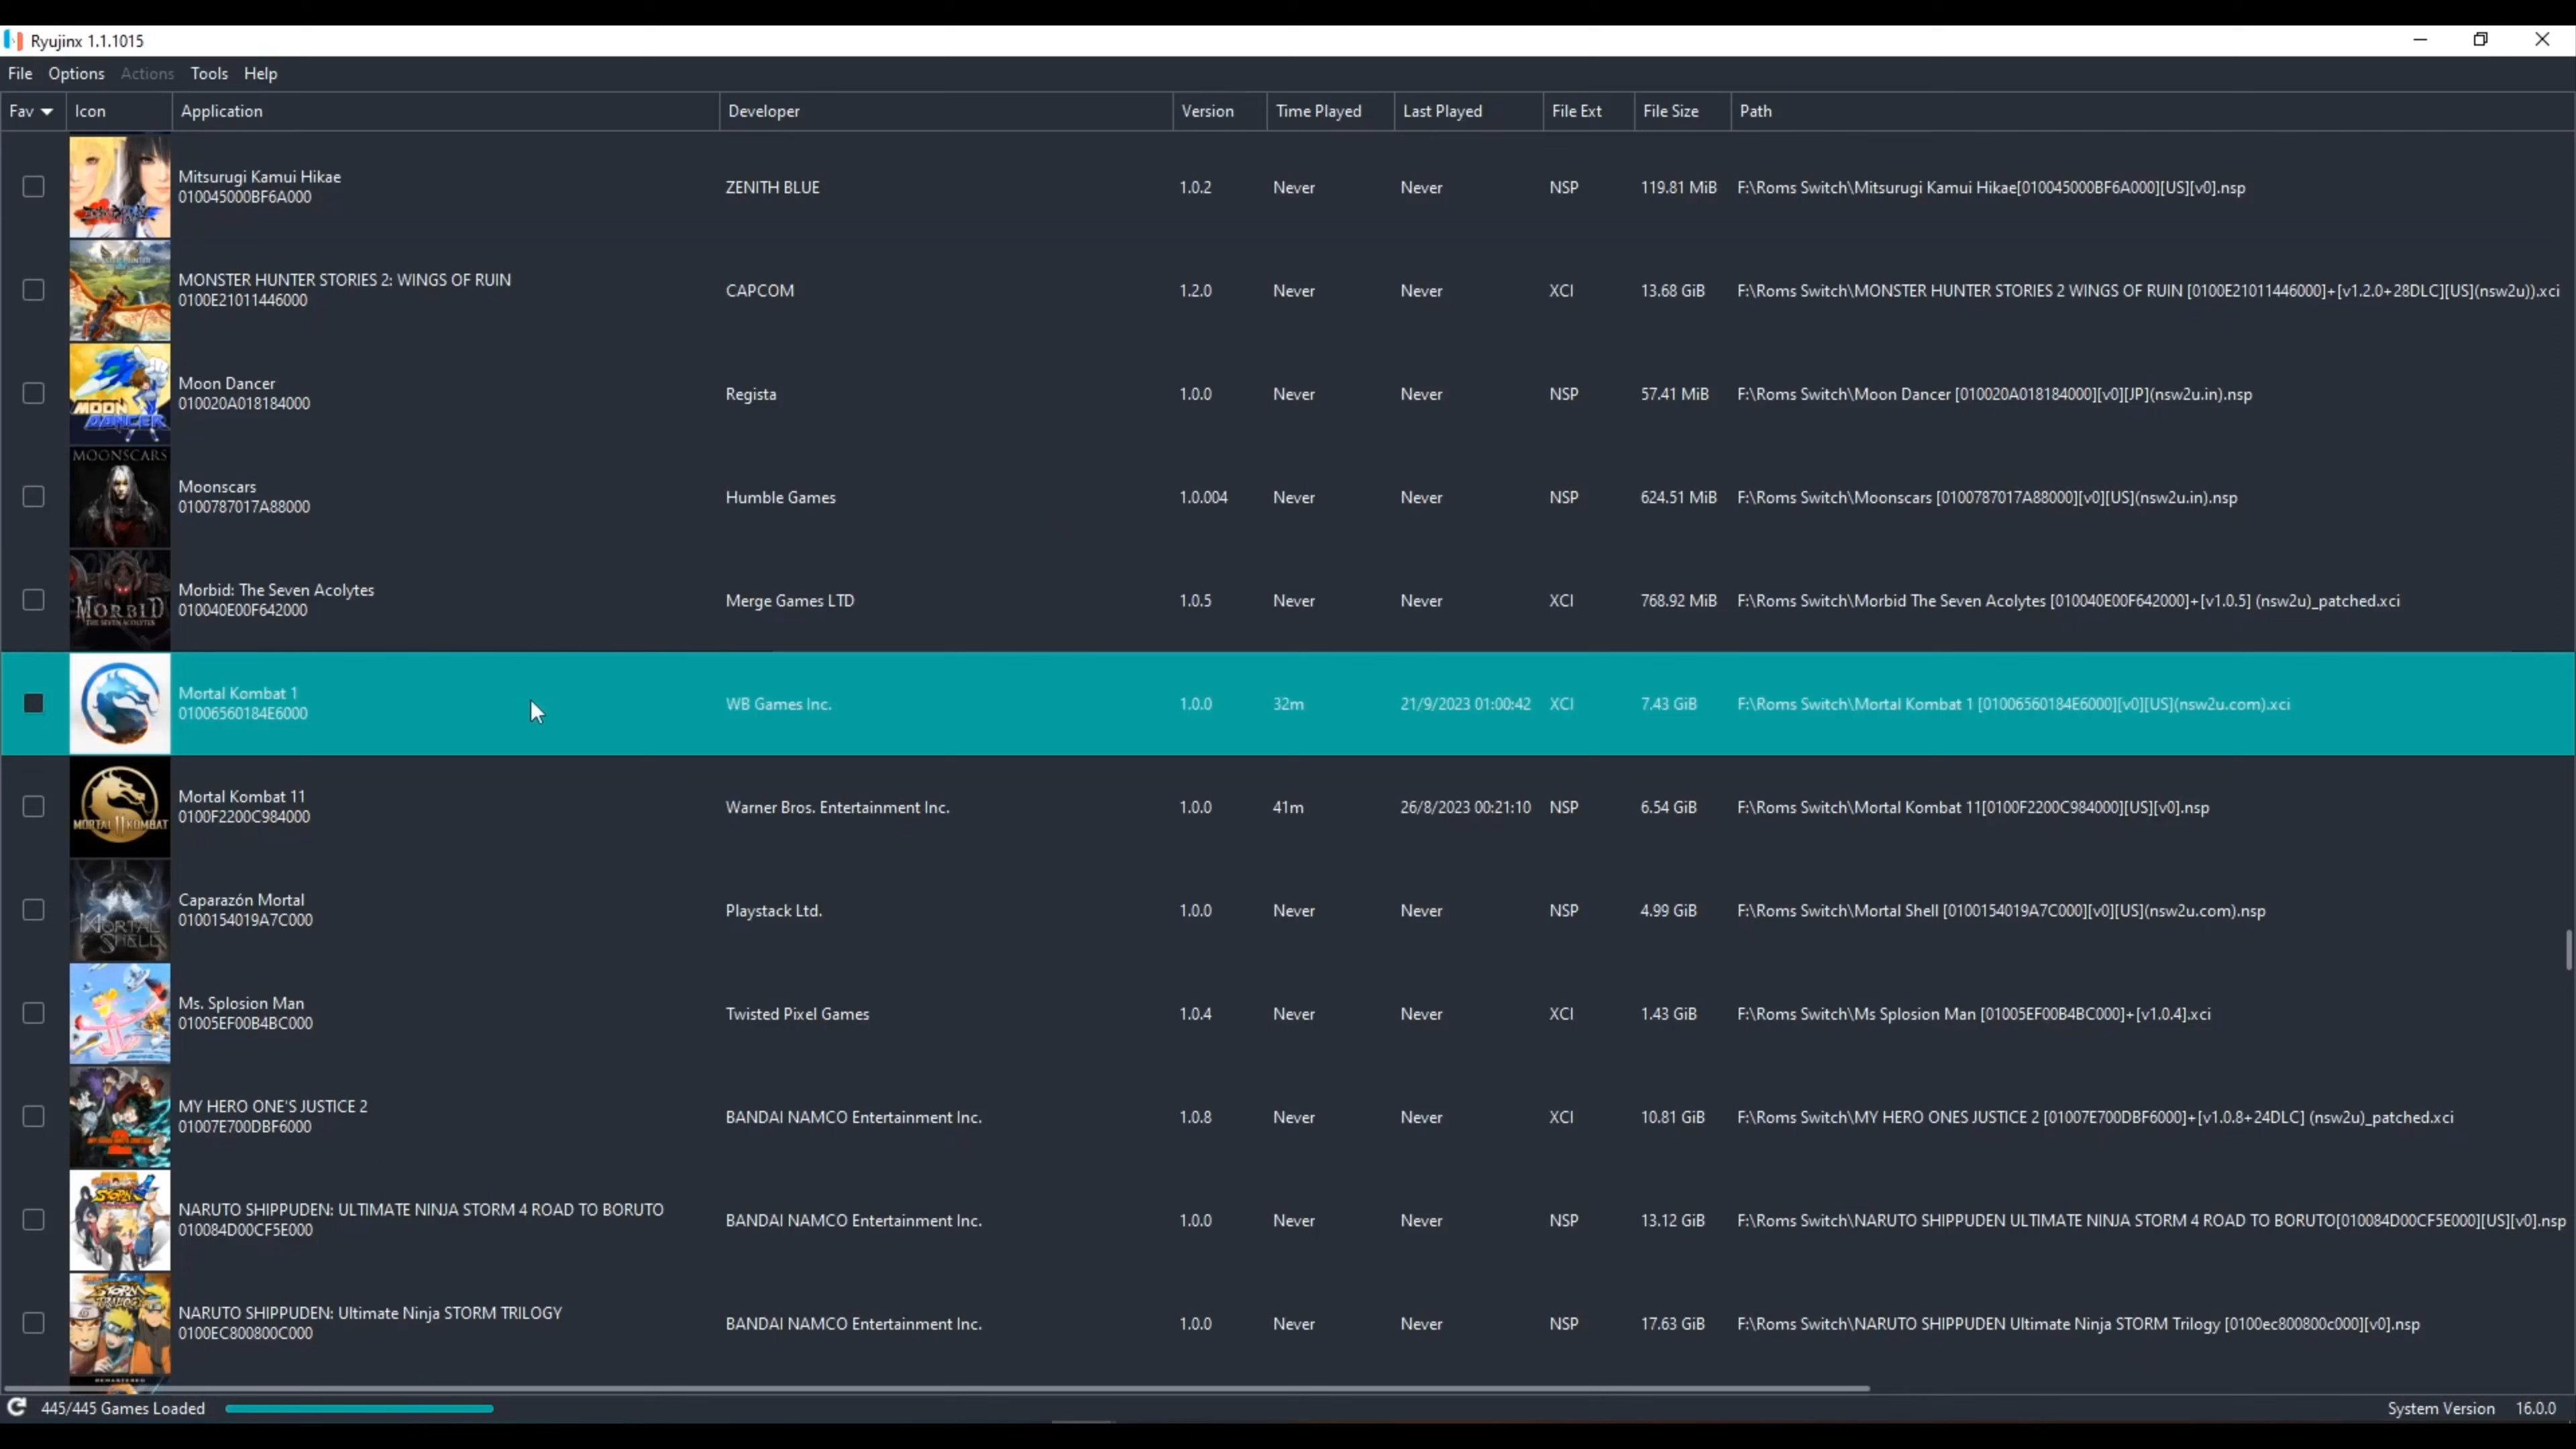 Ryujinx 1.1.1015
File Options Actions Tools Help
Fav Icon Application Developer Version Time Played Last Played File Ext File Size Path
Mitsurugi Kamui Hikae
010045000BF6A000
ZENITH BLUE 1.0.2 Never Never NSP 119.81 MiB F:\Roms Switch\Mitsurugi Kamui Hikae[010045000BF6A000][US][v0].nsp
MONSTER HUNTER STORIES 2: WINGS OF RUIN
0100E21011446000
CAPCOM 1.2.0 Never Never XCI 13.68 GiB F:\Roms Switch\MONSTER HUNTER STORIES 2 WINGS OF RUIN [0100E21011446000]+[v1.2.0+28DLC][US](nsw2u)).xci
MOON DANCER
Moon Dancer
010020A018184000
Regista 1.0.0 Never Never NSP 57.41 MiB F:\Roms Switch\Moon Dancer [010020A018184000][v0][JP](nsw2u.in).nsp
MOONSCARS
Moonscars
0100787017A88000
Humble Games 1.0.004 Never Never NSP 624.51 MiB F:\Roms Switch\Moonscars [0100787017A88000][v0][US](nsw2u.in).nsp
MORBID
THE SEVEN ACOLYTES
Morbid: The Seven Acolytes
010040E00F642000
Merge Games LTD 1.0.5 Never Never XCI 768.92 MiB F:\Roms Switch\Morbid The Seven Acolytes [010040E00F642000]+[v1.0.5] (nsw2u)_patched.xci
Mortal Kombat 1
01006560184E6000
WB Games Inc. 1.0.0 32m 21/9/2023 01:00:42 XCI 7.43 GiB F:\Roms Switch\Mortal Kombat 1 [01006560184E6000][v0][US](nsw2u.com).xci
MORTAL KOMBAT 11
Mortal Kombat 11
0100F2200C984000
Warner Bros. Entertainment Inc. 1.0.0 41m 26/8/2023 00:21:10 NSP 6.54 GiB F:\Roms Switch\Mortal Kombat 11[0100F2200C984000][US][v0].nsp
MORTAL SHELL
Caparazón Mortal
0100154019A7C000
Playstack Ltd. 1.0.0 Never Never NSP 4.99 GiB F:\Roms Switch\Mortal Shell [0100154019A7C000][v0][US](nsw2u.com).nsp
Ms. Splosion Man
01005EF00B4BC000
Twisted Pixel Games 1.0.4 Never Never XCI 1.43 GiB F:\Roms Switch\Ms Splosion Man [01005EF00B4BC000]+[v1.0.4].xci
MY HERO ONE'S JUSTICE 2
01007E700DBF6000
BANDAI NAMCO Entertainment Inc. 1.0.8 Never Never XCI 10.81 GiB F:\Roms Switch\MY HERO ONES JUSTICE 2 [01007E700DBF6000]+[v1.0.8+24DLC] (nsw2u)_patched.xci
NARUTO SHIPPUDEN: ULTIMATE NINJA STORM 4 ROAD TO BORUTO
010084D00CF5E000
BANDAI NAMCO Entertainment Inc. 1.0.0 Never Never NSP 13.12 GiB F:\Roms Switch\NARUTO SHIPPUDEN ULTIMATE NINJA STORM 4 ROAD TO BORUTO[010084D00CF5E000][US][v0].nsp
STORM
TRILOGY
NARUTO SHIPPUDEN: Ultimate Ninja STORM TRILOGY
0100EC800800C000
BANDAI NAMCO Entertainment Inc. 1.0.0 Never Never NSP 17.63 GiB F:\Roms Switch\NARUTO SHIPPUDEN Ultimate Ninja STORM Trilogy [0100ec800800c000][v0].nsp
REMASTERED
445/445 Games Loaded
System Version 16.0.0